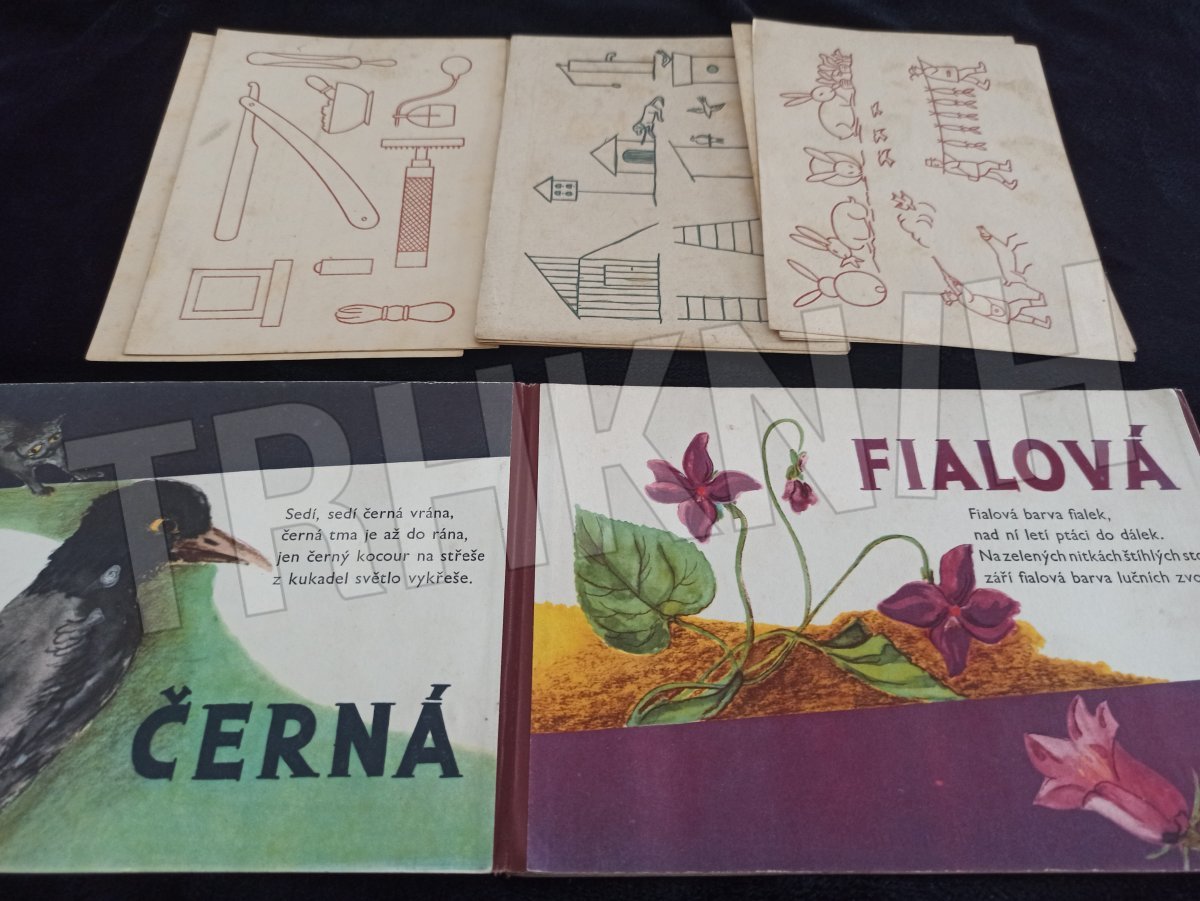 TRHKNIH
Sedí, sedí černá vrána,
černá tma je až do rána,
jen černý kocour na střeše
z kukadel světlo vykřeše.
ČERNÁ
FIALOVÁ
Fialová barva fialek,
nad ní letí ptáci do dálek.
Na zelených nitkách štíhlých
září fialová barva lučních